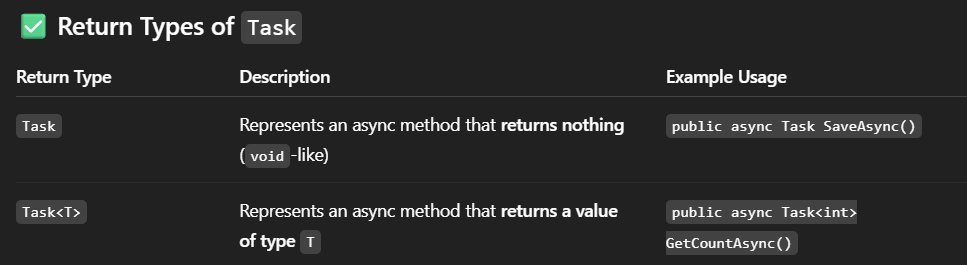 ✅ Return Types of Task
Return Type Description Example Usage
Task Represents an async method that returns nothing public async Task SaveAsync()
(void-like)
Task<T> Represents an async method that returns a value public async Task<int>
of type T GetCountAsync()